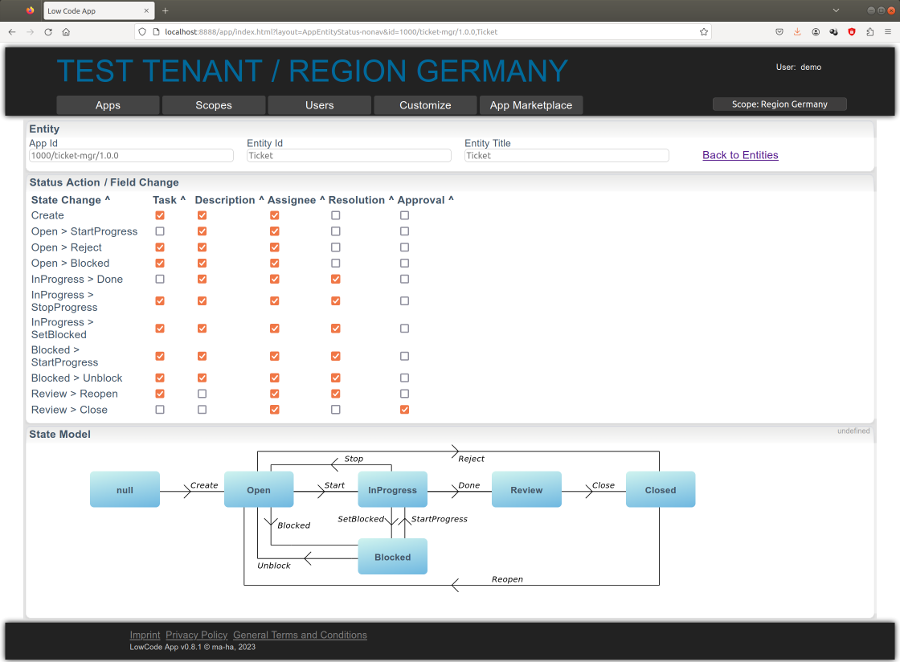 Low Code App
localhost:8888/app/index.html?layout=AppEntityStatus-nonav&id=1000/ticket-mgr/1.0.0,Ticket
TEST TENANT / REGION GERMANY
User: demo
Apps Scopes Users Customize App Marketplace
Scope: Region Germany
Entity
App Id Entity Id Entity Title
1000/ticket-mgr/1.0.0 Ticket Ticket Back to Entities
Status Action / Field Change
State Change ^ Task ^ Description ^ Assignee ^ Resolution ^ Approval ^
Create
Open > StartProgress
Open > Reject
Open > Blocked
InProgress > Done
InProgress >
StopProgress
InProgress >
SetBlocked
Blocked >
StartProgress
Blocked > Unblock
Review > Reopen
Review > Close
State Model undefined
Stop Reject
null Create Open Start InProgress Done Review Close Closed
Blocked SetBlocked StartProgress
Blocked
Unblock
Reopen
Imprint Privacy Policy General Terms and Conditions
LowCode App v0.8.1 © ma-ha, 2023